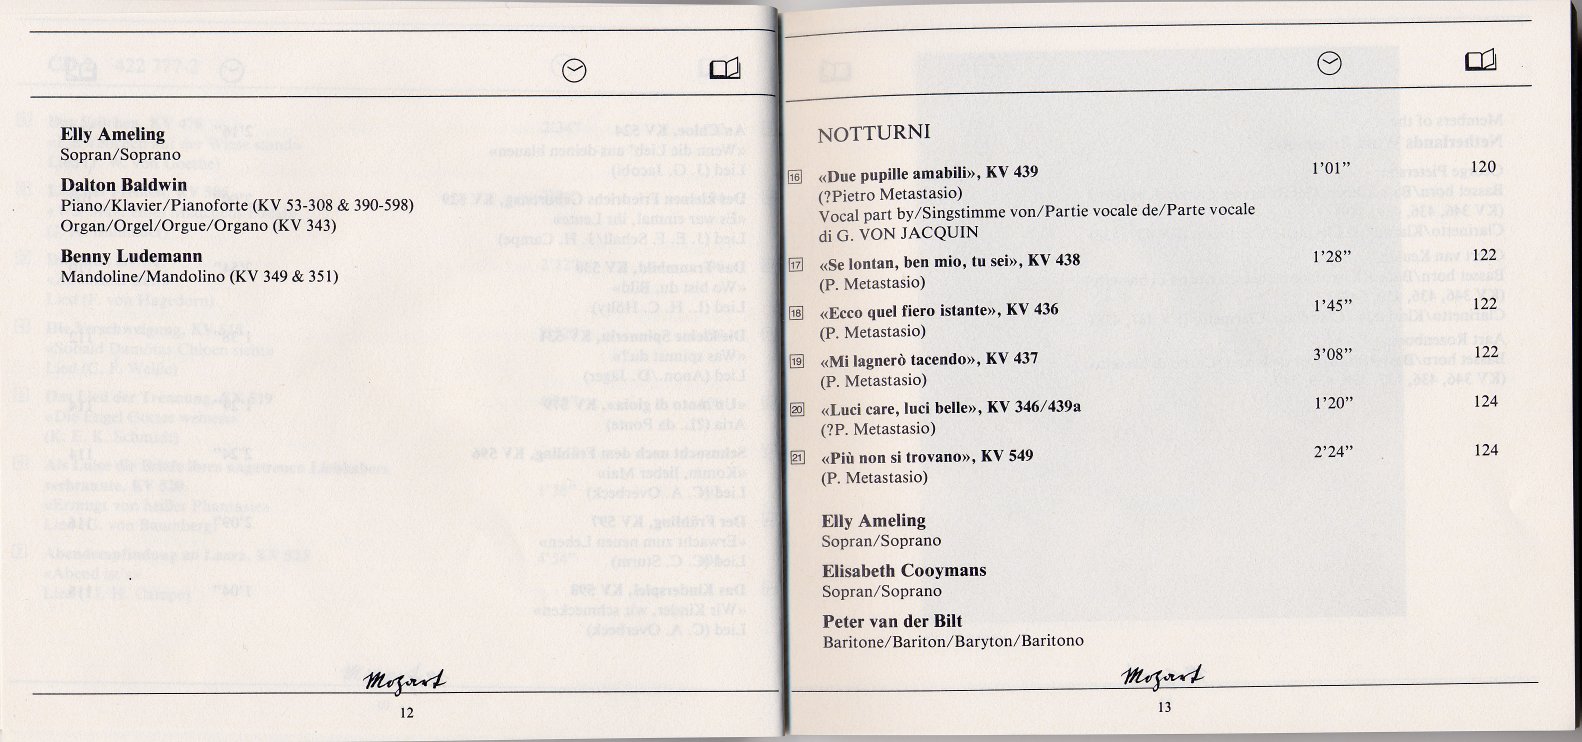 Elly Ameling
Sopran/Soprano
Dalton Baldwin
Piano/Klavier/Pianoforte (KV 53-308 & 390-598)
Organ/Orgel/Orgue/Organo (KV 343)
Benny Ludemann
Mandoline/Mandolino (KV 349 & 351)
Mozart
12
NOTTURNI
16 «Due pupille amabili», KV 439 1’01” 120
(?Pietro Metastasio)
Vocal part by/Singstimme von/Partie vocale de/Parte vocale
di G. VON JACQUIN
17 «Se lontan, ben mio, tu sei», KV 438 1’28” 122
(P. Metastasio)
18 «Ecco quel fiero istante», KV 436 1’45” 122
(P. Metastasio)
19 «Mi lagnerò tacendo», KV 437 3’08” 122
(P. Metastasio)
20 «Luci care, luci belle», KV 346/439a 1’20” 124
(?P. Metastasio)
21 «Più non si trovano», KV 549 2’24” 124
(P. Metastasio)
Elly Ameling
Sopran/Soprano
Elisabeth Cooymans
Sopran/Soprano
Peter van der Bilt
Baritone/Bariton/Baryton/Baritono
Mozart
13